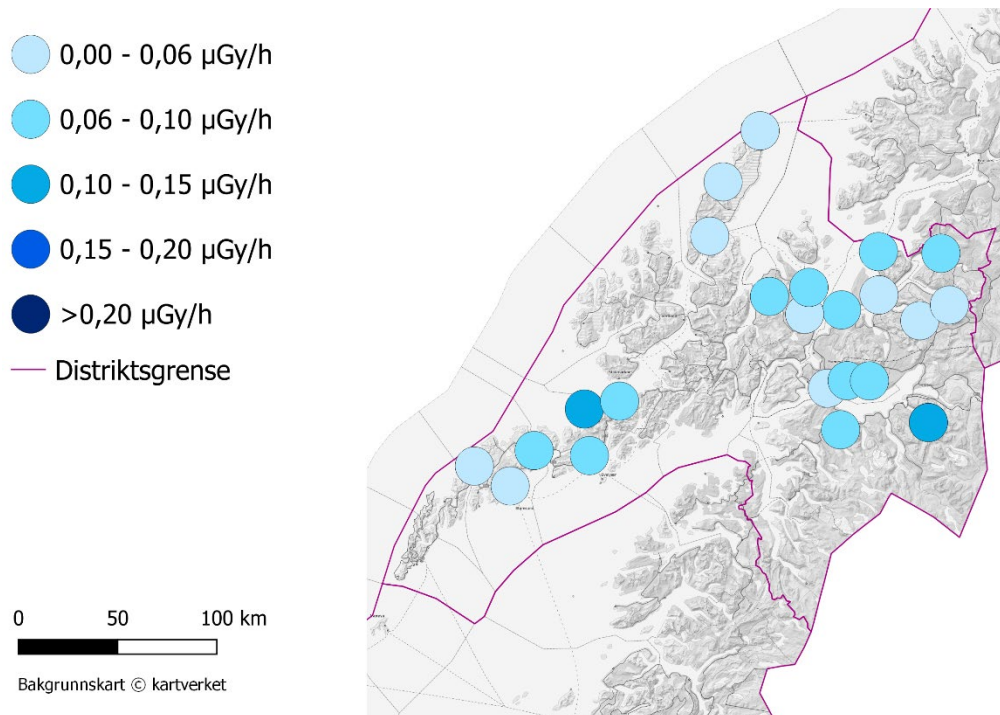 0,00 - 0,06 µGy/h
0,06 - 0,10 µGy/h
0,10 - 0,15 µGy/h
0,15 - 0,20 µGy/h
>0,20 µGy/h
Distriktsgrense
0 50 100 km
Bakgrunnskart © kartverket